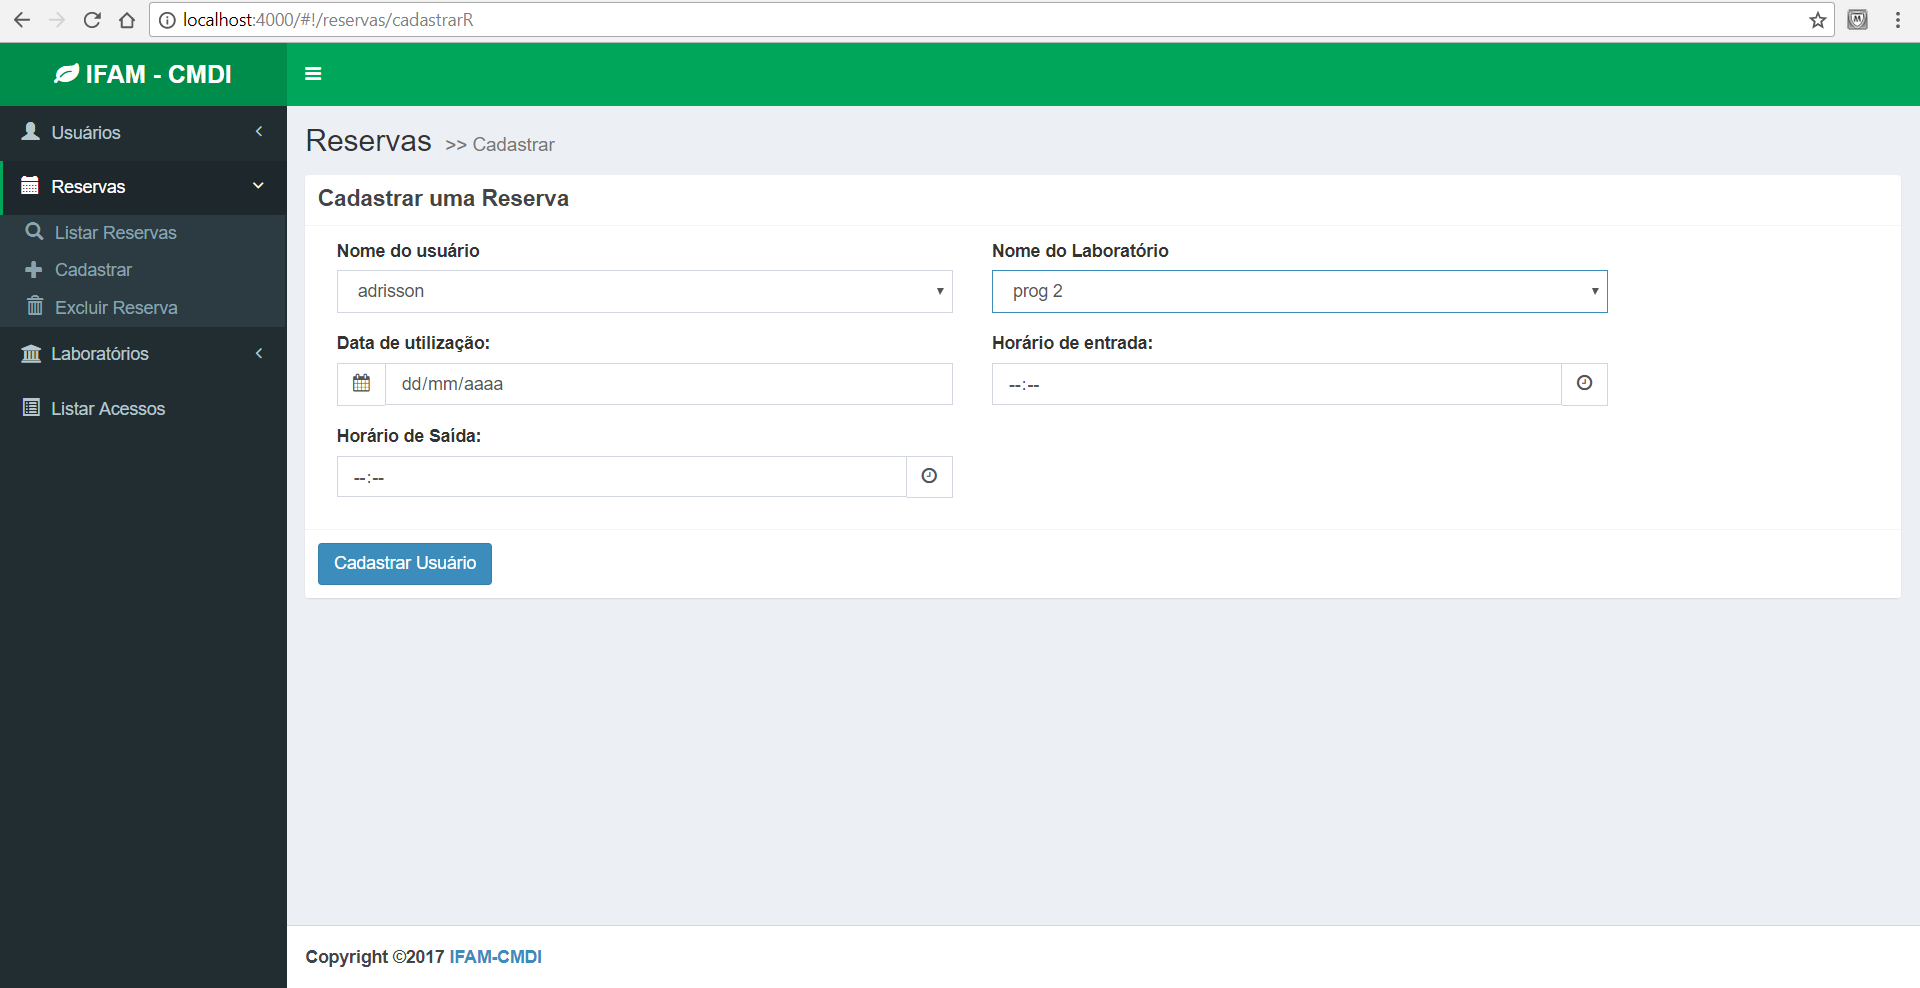 localhost:4000/#!/reservas/cadastrarR
IFAM - CMDI
Usuários
Reservas
Listar Reservas
Cadastrar
Excluir Reserva
Laboratórios
Listar Acessos
Reservas >> Cadastrar
Cadastrar uma Reserva
Nome do usuário
adrisson
Nome do Laboratório
prog 2
Data de utilização:
dd/mm/aaaa
Horário de entrada:
--:--
Horário de Saída:
--:--
Cadastrar Usuário
Copyright ©2017 IFAM-CMDI